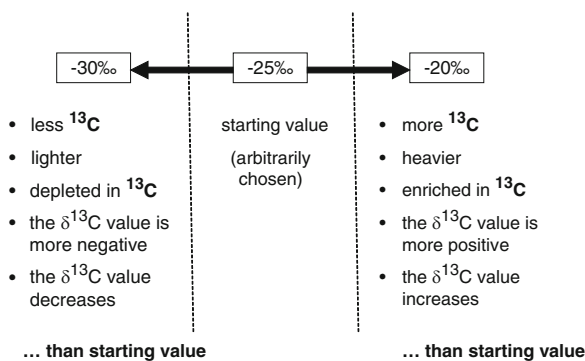 -30‰ -25‰ -20‰
• less ¹³C
• lighter
• depleted in ¹³C
• the δ¹³C value is
more negative
• the δ¹³C value
decreases
... than starting value
starting value
(arbitrarily
chosen)
• more ¹³C
• heavier
• enriched in ¹³C
• the δ¹³C value is
more positive
• the δ¹³C value
increases
... than starting value